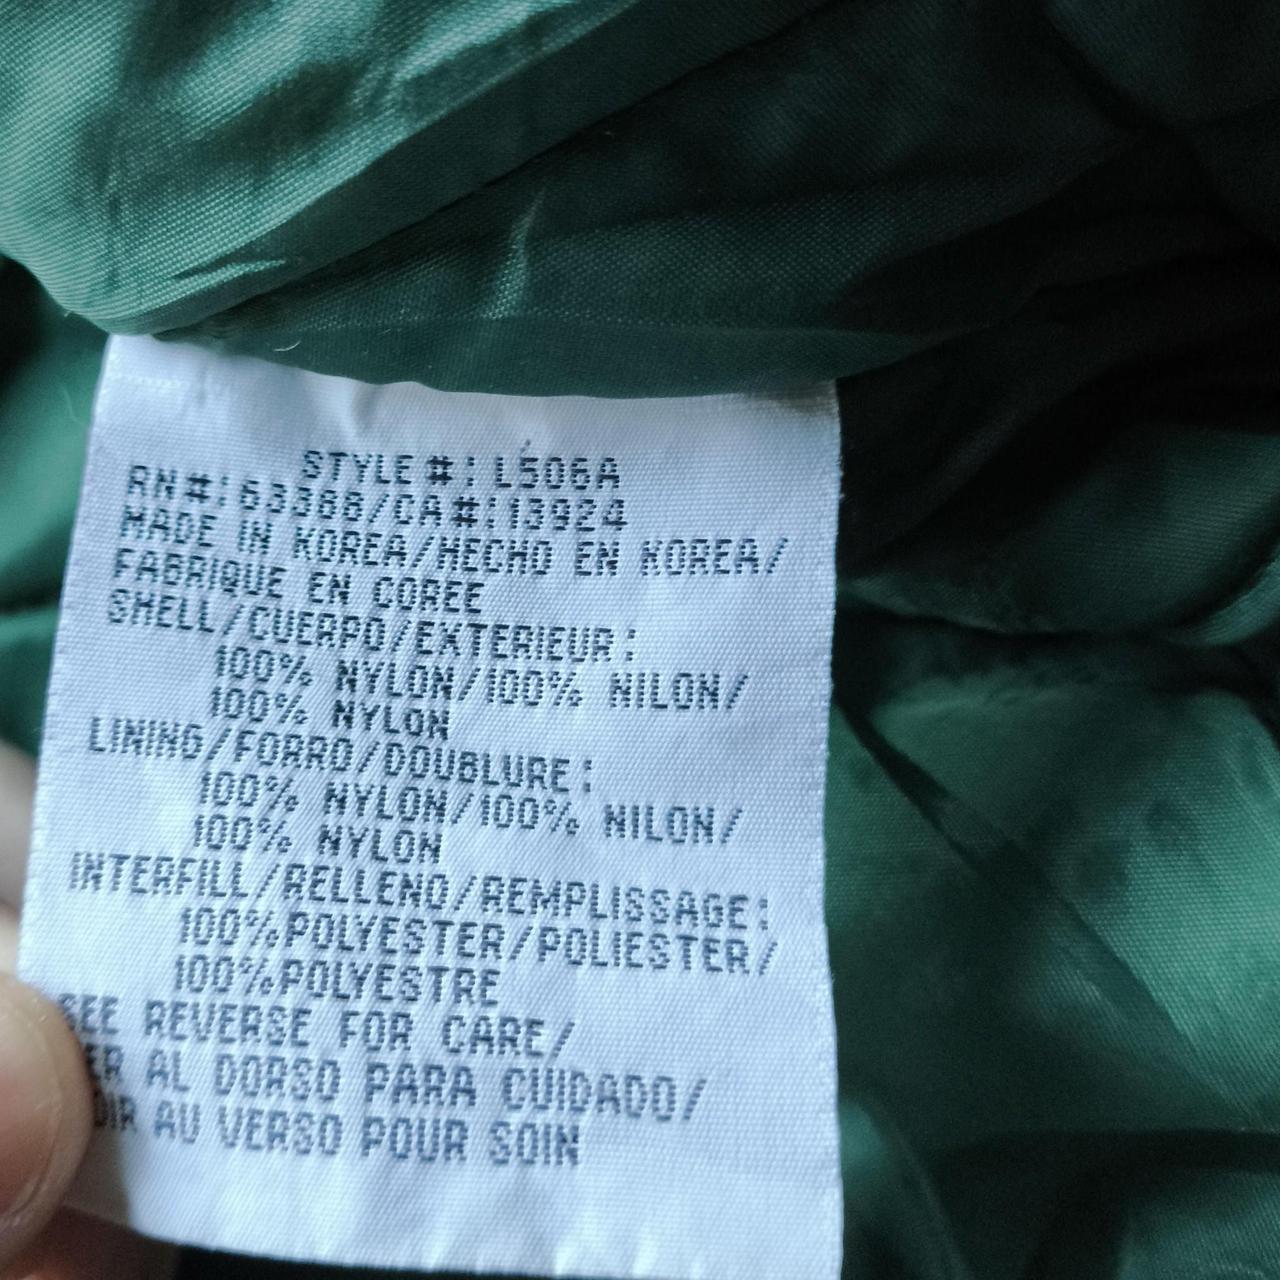 STYLE #: L506A
RN#: 63388/CA#:13924
MADE IN KOREA/HECHO EN KOREA/
FABRIQUE EN COREE
SHELL/CUERPO/EXTERIEUR:
100% NYLON/100% NILON/
100% NYLON
LINING/FORRO/DOUBLURE:
100% NYLON/100% NILON/
100% NYLON
INTERFILL/RELLENO/REMPLISSAGE:
100%POLYESTER/POLIESTER/
100%POLYESTRE
SEE REVERSE FOR CARE/
ER AL DORSO PARA CUIDADO/
OIR AU VERSO POUR SOIN